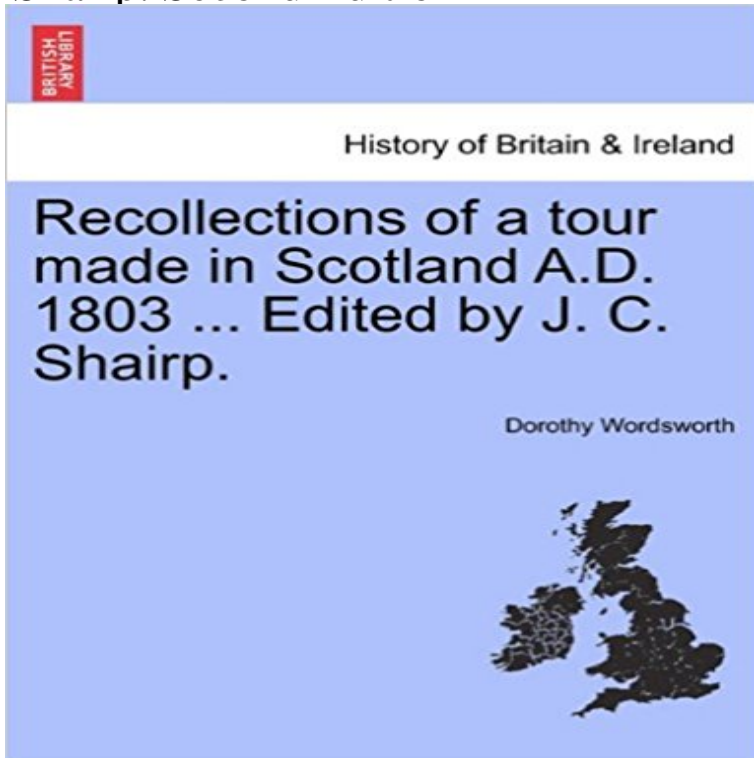 BRITISH
LIBRARY
History of Britain & Ireland
Recollections of a tour
made in Scotland A.D.
1803 ... Edited by J. C.
Shairp.
Dorothy Wordsworth